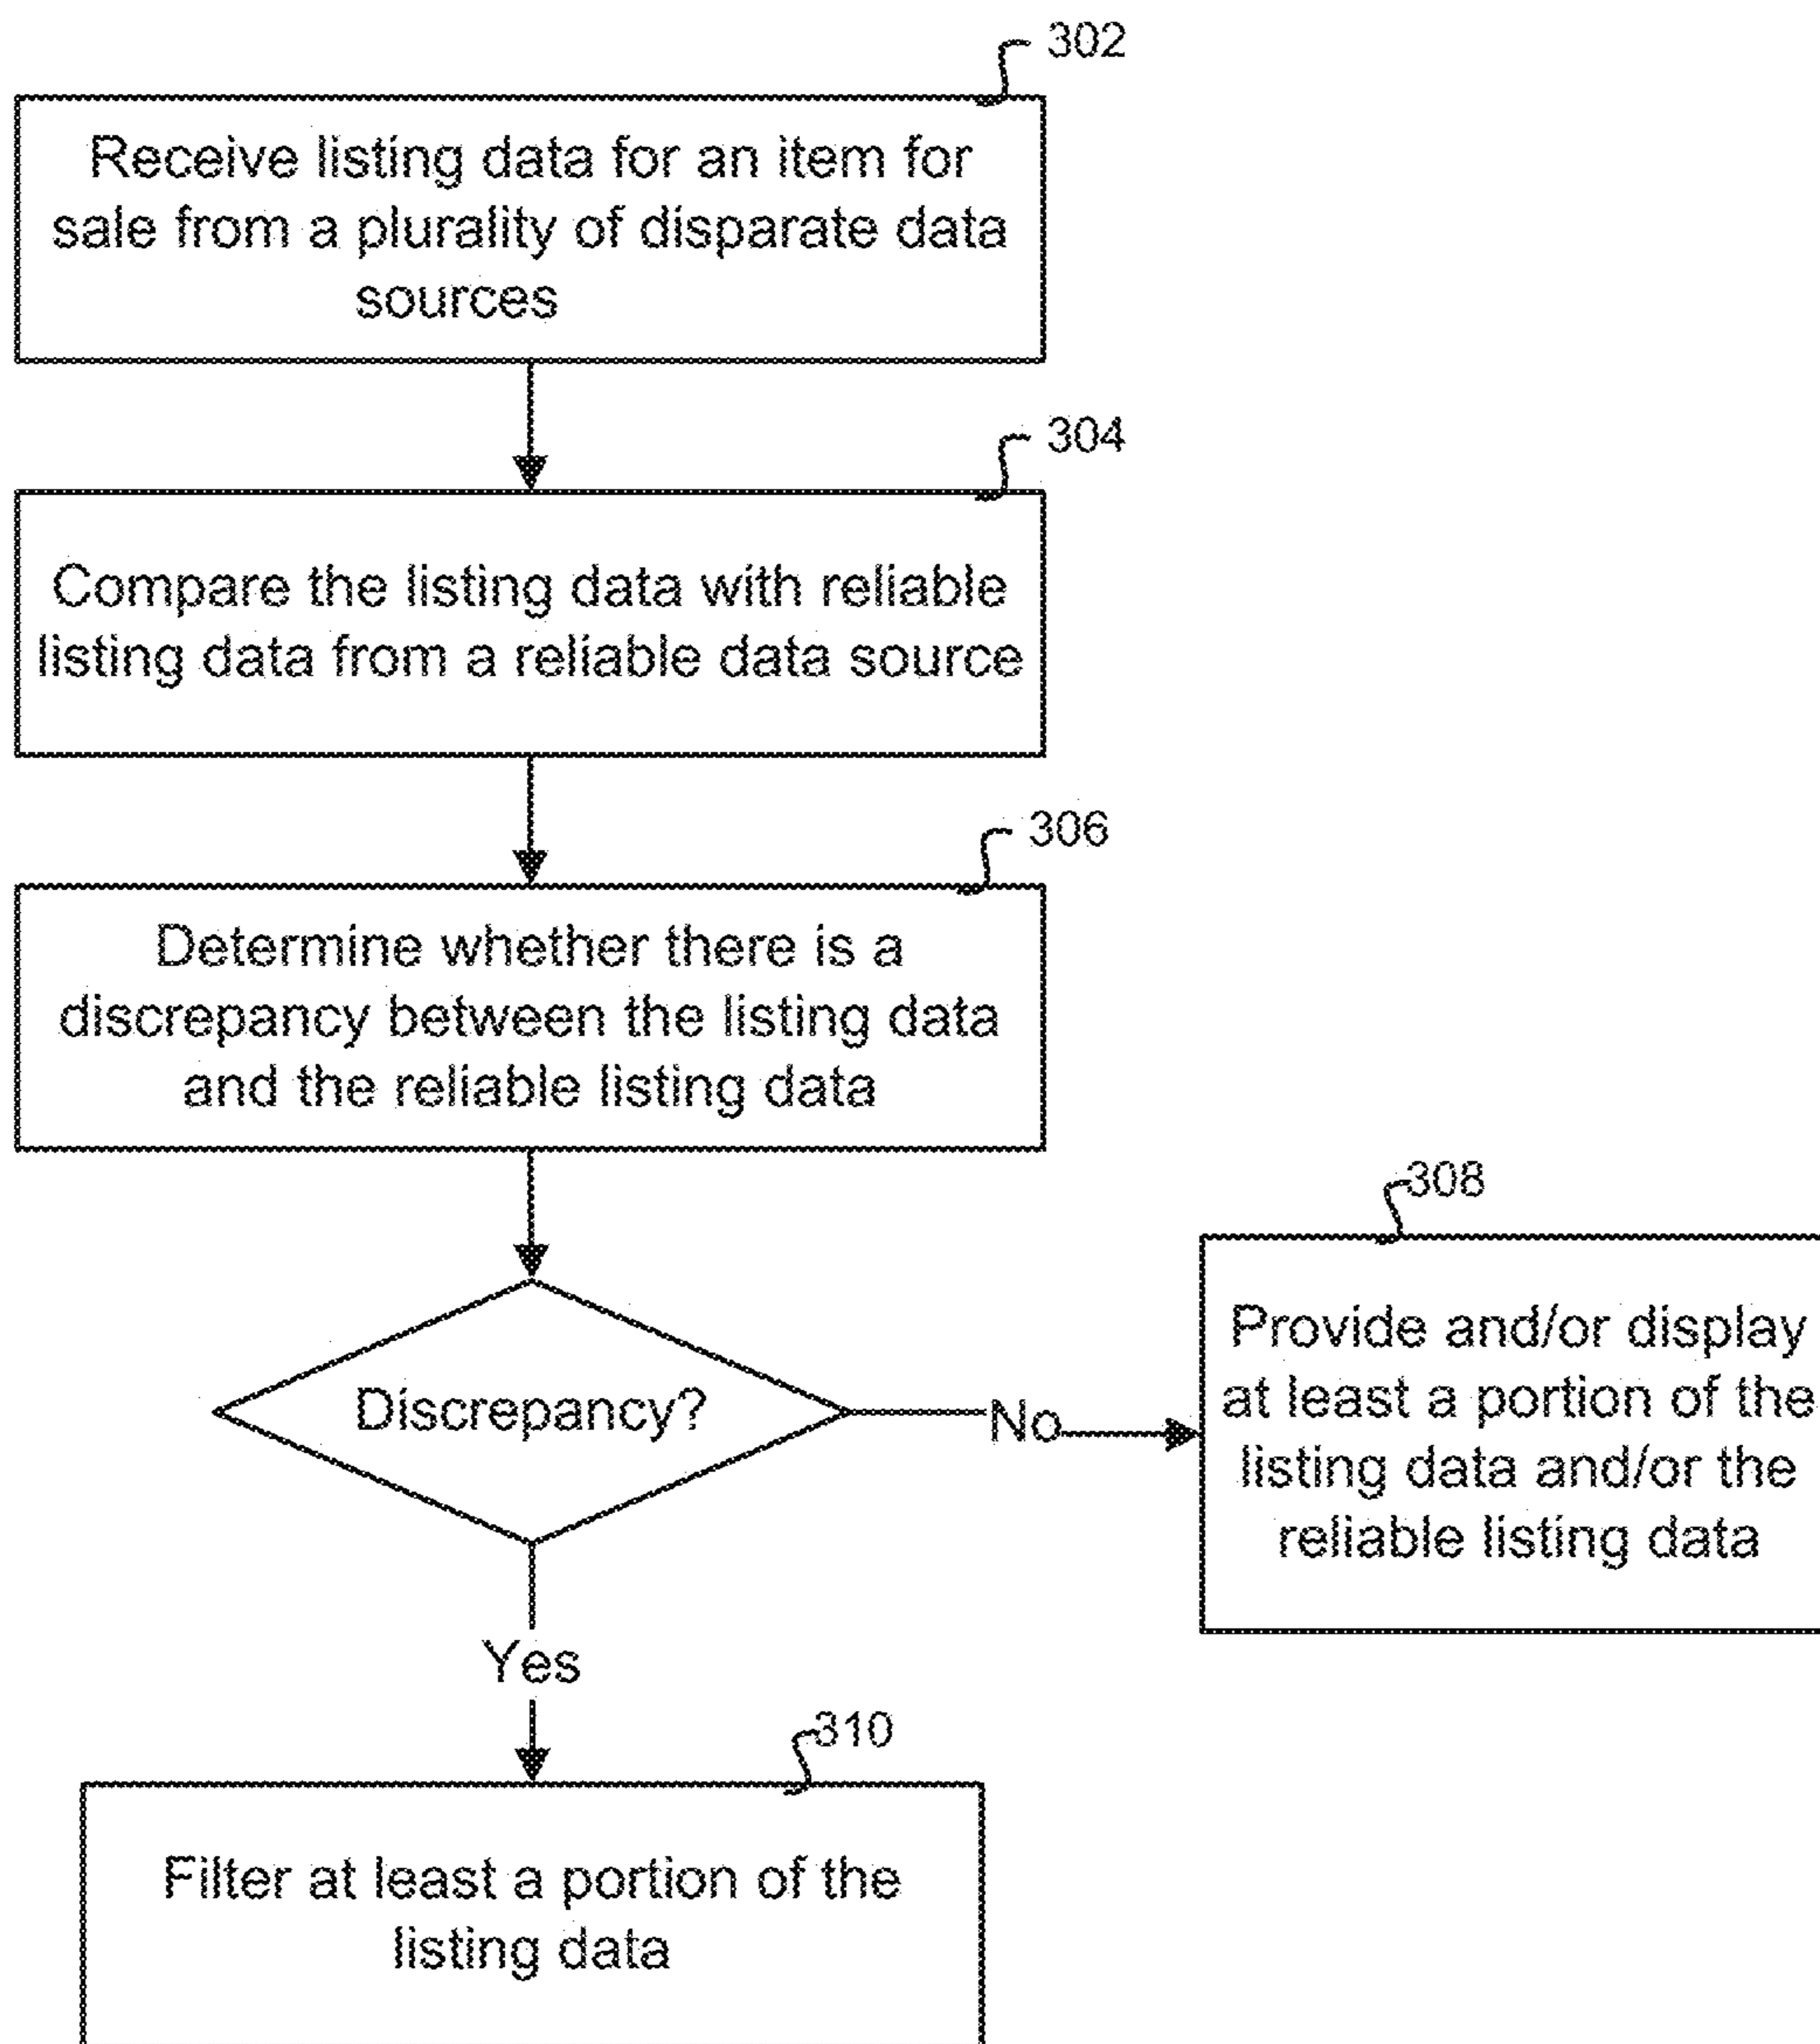 302
Receive listing data for an item for
sale from a plurality of disparate data
sources
304
Compare the listing data with reliable
listing data from a reliable data source
306
Determine whether there is a
discrepancy between the listing data
and the reliable listing data
Discrepancy?
No
308
Provide and/or display
at least a portion of the
listing data and/or the
reliable listing data
Yes
310
Filter at least a portion of the
listing data